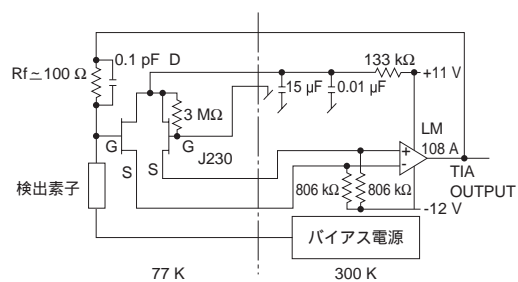 0.1 pF
D
Rf≃100 Ω
133 kΩ
+11 V
15 μF
0.01 μF
3 MΩ
LM
108 A
G
G
J230
+
-
TIA
OUTPUT
S
S
806 kΩ
806 kΩ
検出素子
-12 V
バイアス電源
77 K
300 K